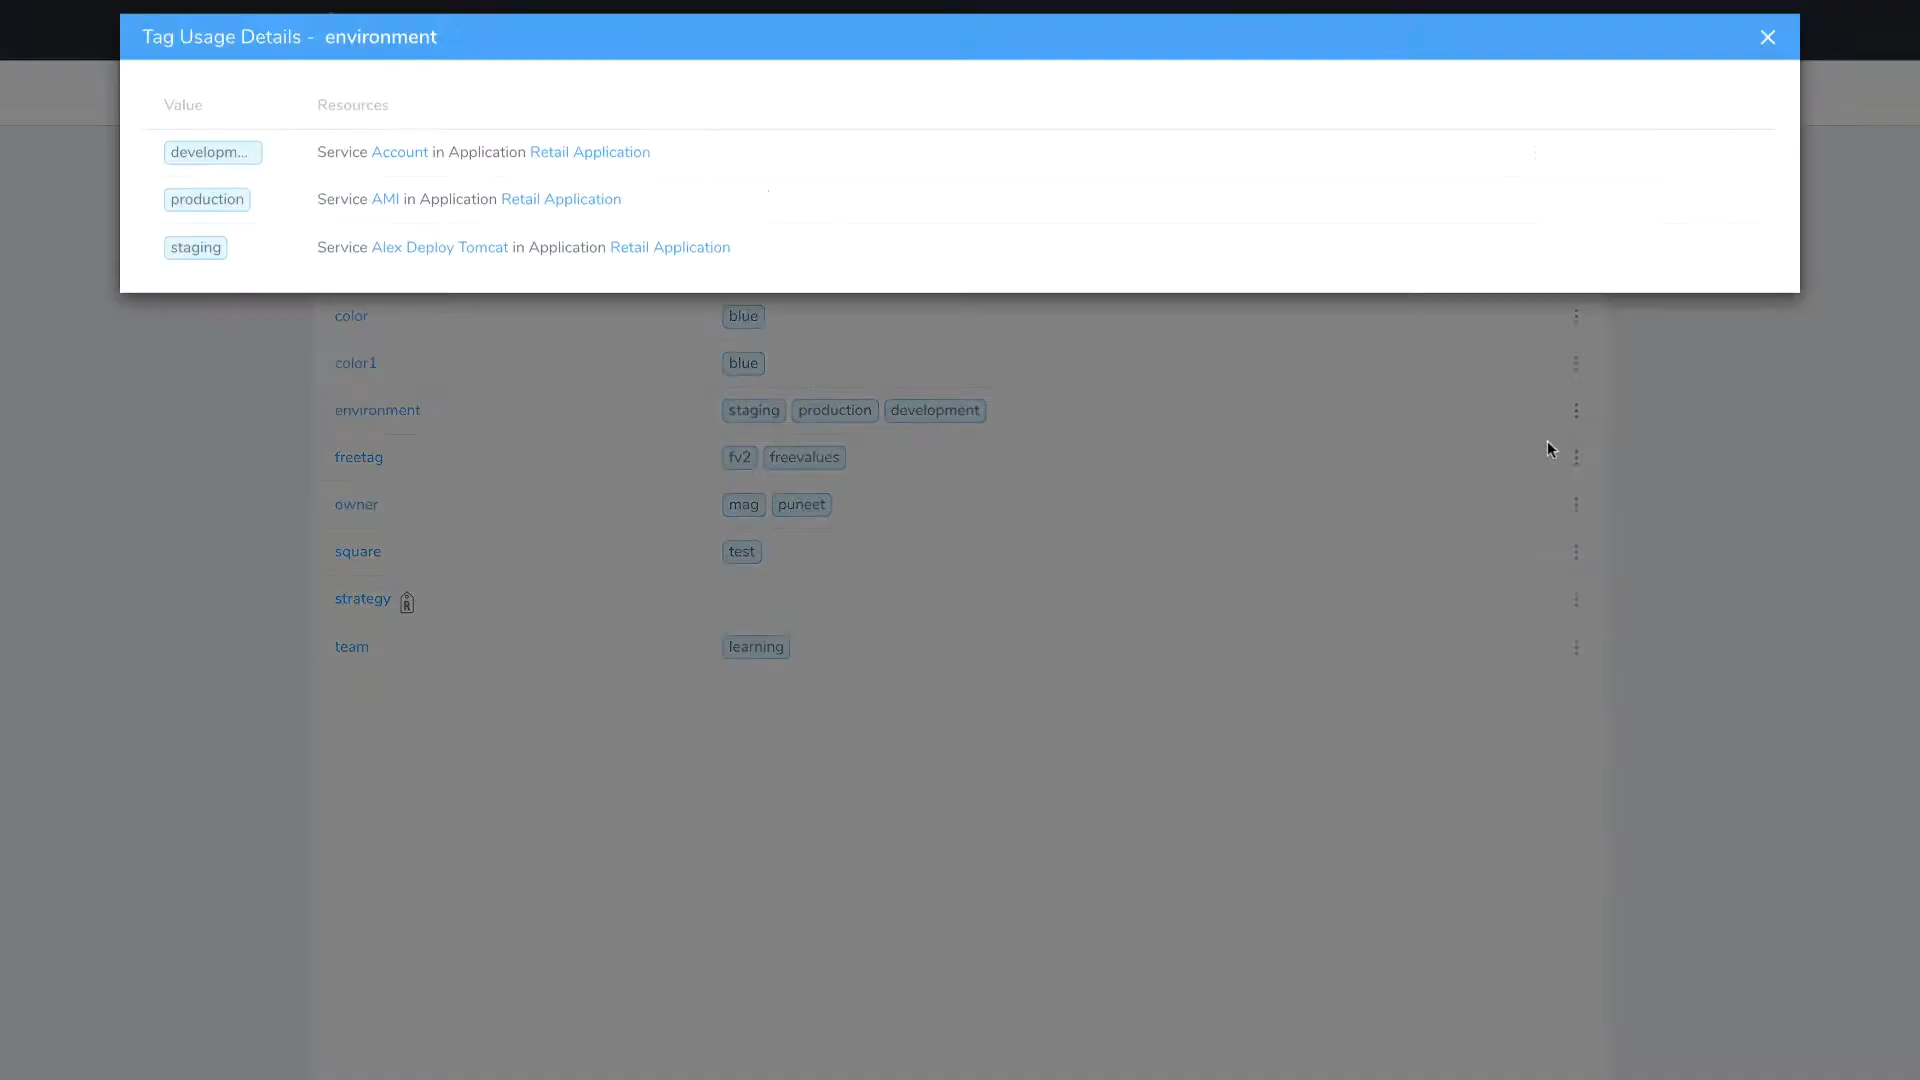 Tag Usage Details - environment
Value Resources
developm... Service Account in Application Retail Application
production Service AMI in Application Retail Application
staging Service Alex Deploy Tomcat in Application Retail Application
color blue
color1 blue
environment staging production development
freetag fv2 freevalues
owner mag puneet
square test
strategy R
team learning